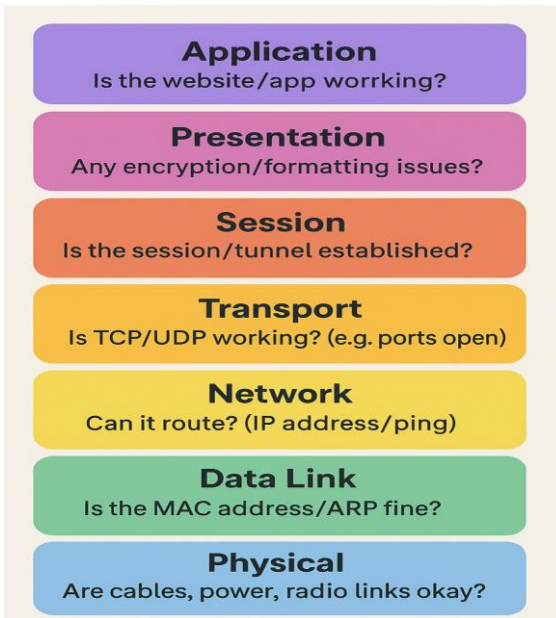 Application
Is the website/app worrking?
Presentation
Any encryption/formatting issues?
Session
Is the session/tunnel established?
Transport
Is TCP/UDP working? (e.g. ports open)
Network
Can it route? (IP address/ping)
Data Link
Is the MAC address/ARP fine?
Physical
Are cables, power, radio links okay?